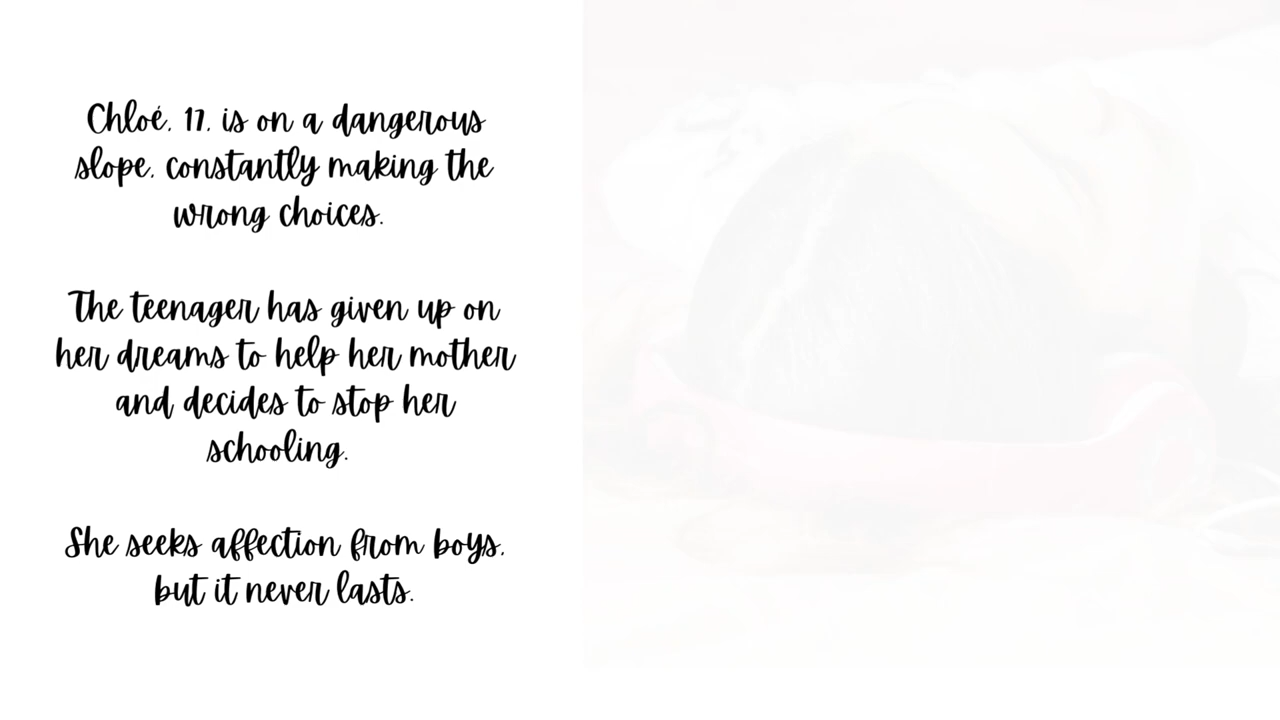 Chloé, 17, is on a dangerous
slope, constantly making the
wrong choices.
The teenager has given up on
her dreams to help her mother
and decides to stop her
schooling.
She seeks affection from boys,
but it never lasts.